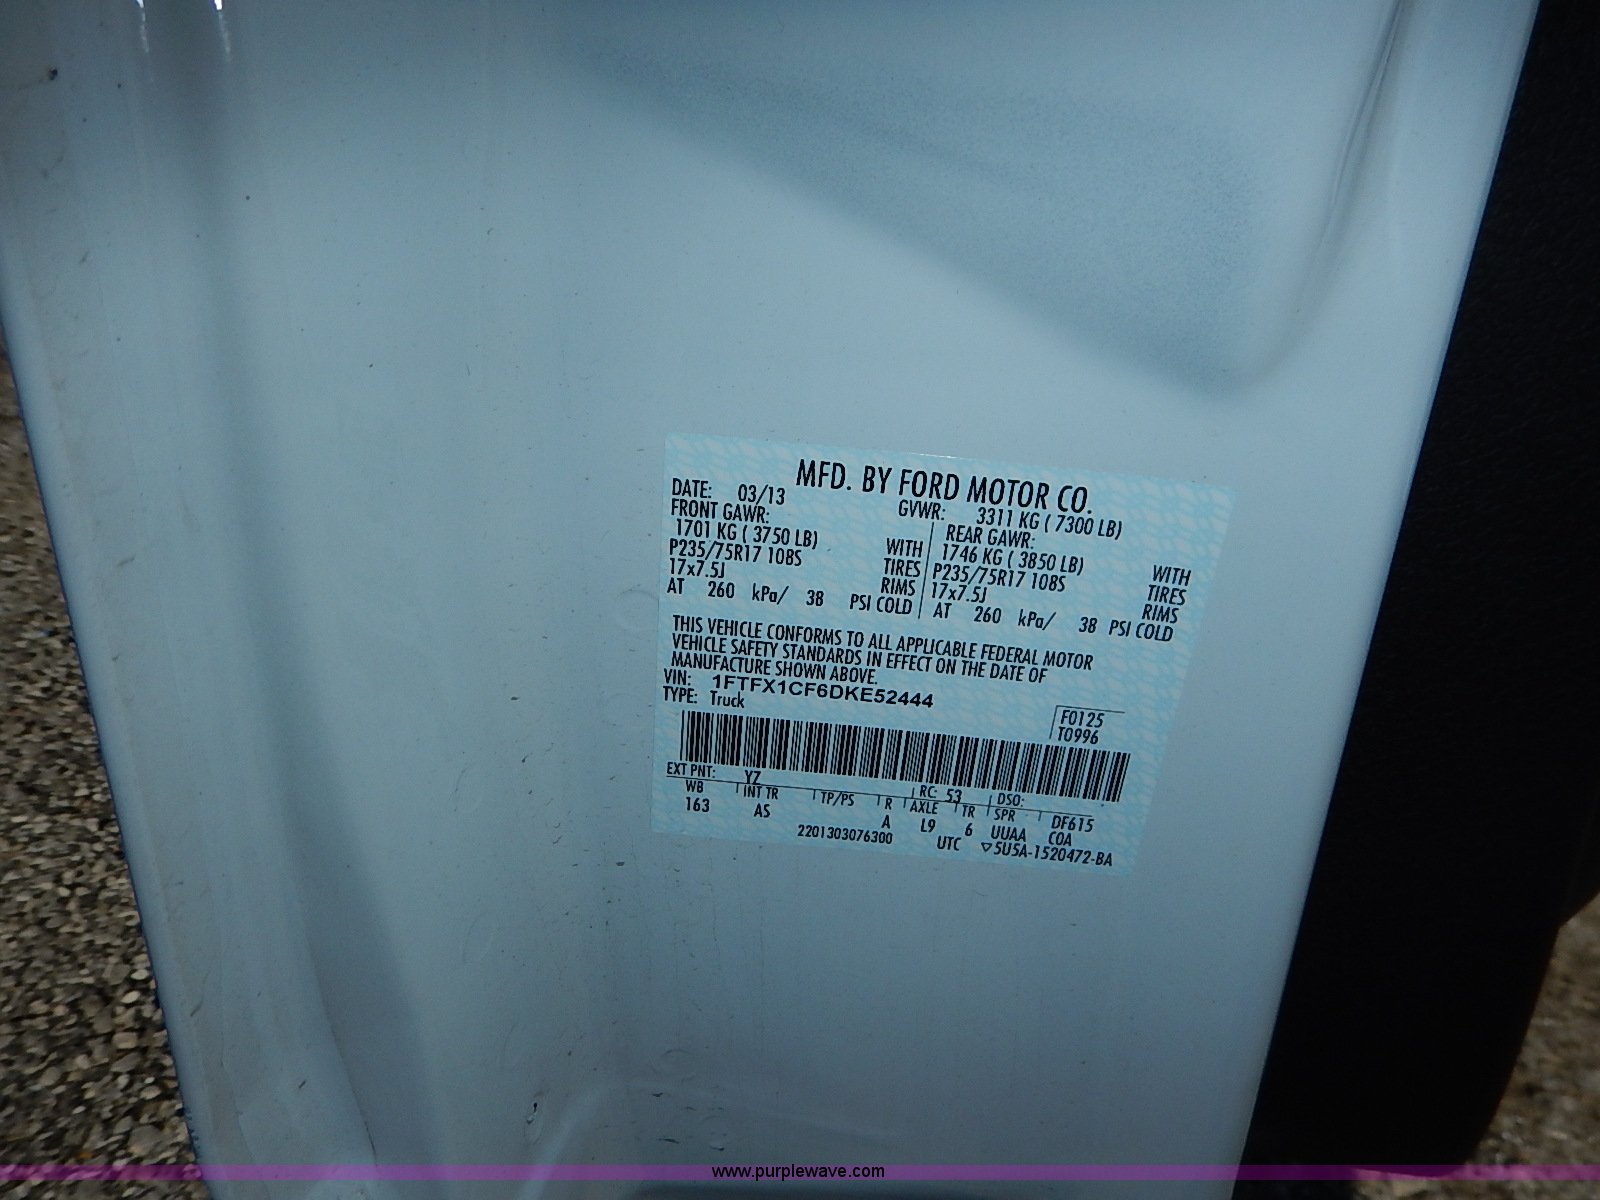 MFD. BY FORD MOTOR CO.
DATE: 03/13 GVWR: 3311 KG ( 7300 LB)
FRONT GAWR: REAR GAWR:
1701 KG ( 3750 LB) WITH 1746 KG ( 3850 LB) WITH
P235/75R17 108S TIRES P235/75R17 108S TIRES
17x7.5J RIMS 17x7.5J RIMS
AT 260 kPa/ 38 PSI COLD AT 260 kPa/ 38 PSI COLD
THIS VEHICLE CONFORMS TO ALL APPLICABLE FEDERAL MOTOR
VEHICLE SAFETY STANDARDS IN EFFECT ON THE DATE OF
MANUFACTURE SHOWN ABOVE.
VIN: 1FTFX1CF6DKE52444
TYPE: Truck
F0125
T0996
EXT PNT: YZ RC: 53 DSO:
WB INT TR TP/PS R AXLE TR SPR DF615
163 AS A L9 6 UUAA COA
2201303076300 UTC ▽5U5A-1520472-BA
www.purplewave.com